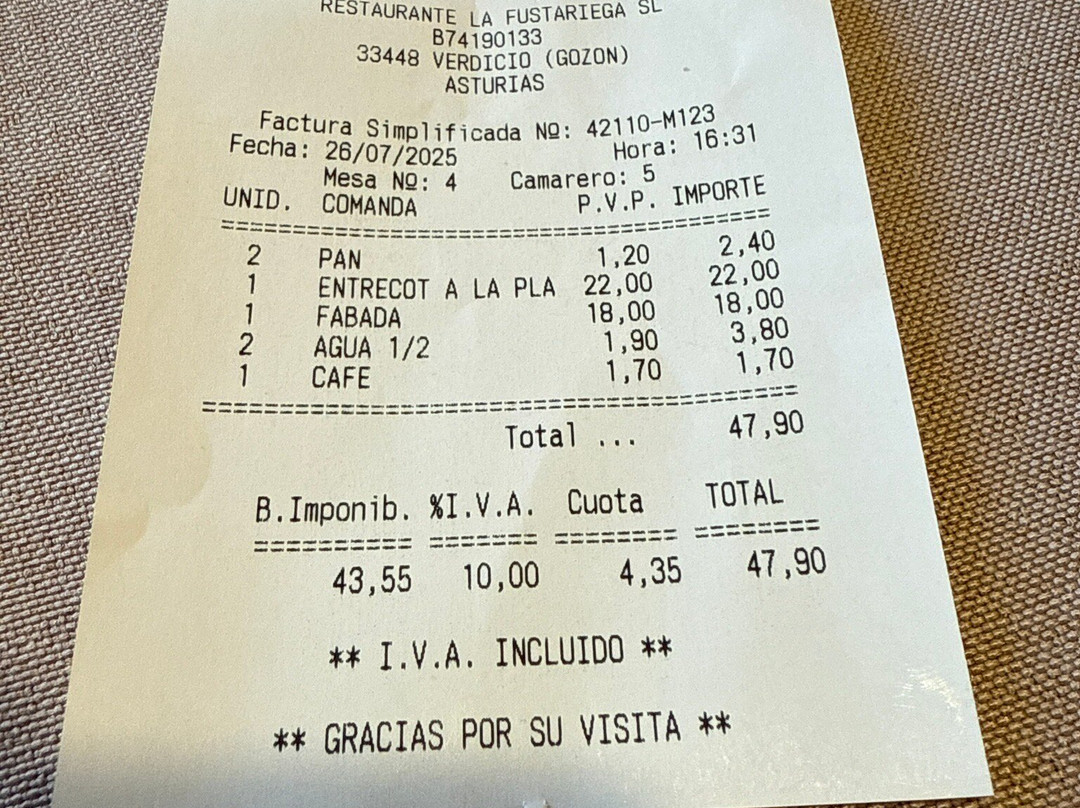 RESTAURANTE LA FUSTARIEGA SL
B74190133
33448 VERDICIO (GOZON)
ASTURIAS
Factura Simplificada Nº: 42110-M123
Fecha: 26/07/2025 Hora: 16:31
Mesa Nº: 4 Camarero: 5
UNID. COMANDA P.V.P. IMPORTE
2 PAN 1,20 2,40
1 ENTRECOT A LA PLA 22,00 22,00
1 FABADA 18,00 18,00
2 AGUA 1/2 1,90 3,80
1 CAFE 1,70 1,70
Total ... 47,90
B.Imponib. %I.V.A. Cuota TOTAL
43,55 10,00 4,35 47,90
** I.V.A. INCLUIDO **
** GRACIAS POR SU VISITA **